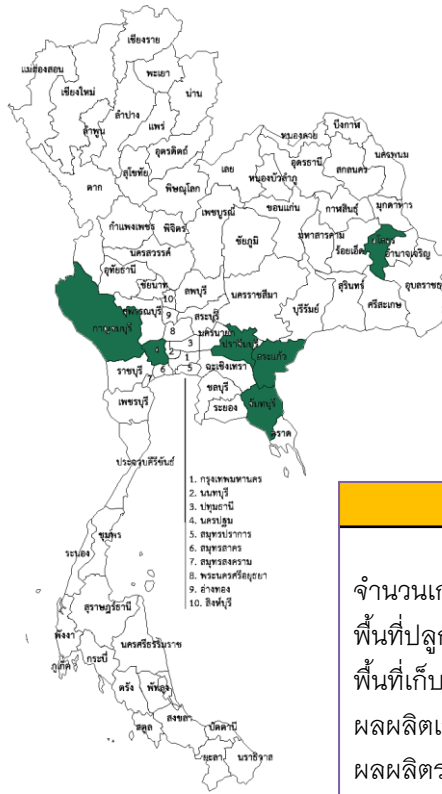 เชียงราย
แม่ฮ่องสอน
เชียงใหม่
พะเยา
น่าน
ลำปาง
ลำพูน
แพร่
อุตรดิตถ์
สุโขทัย
ตาก
พิษณุโลก
กำแพงเพชร
พิจิตร
เพชรบูรณ์
นครสวรรค์
อุทัยธานี
ชัยนาท
ลพบุรี
สระบุรี
สุพรรณบุรี
กาญจนบุรี
เลย
หนองคาย
บึงกาฬ
อุดรธานี
หนองบัวลำภู
สกลนคร
นครพนม
ขอนแก่น
กาฬสินธุ์
มุกดาหาร
ชัยภูมิ
มหาสารคาม
ร้อยเอ็ด
ยโสธร
อำนาจเจริญ
นครราชสีมา
บุรีรัมย์
สุรินทร์
ศรีสะเกษ
อุบลราชธ
นครนายก
ปราจีนบุรี
สระแก้ว
ฉะเชิงเทรา
ชลบุรี
ระยอง
จันทบุรี
ตราด
ราชบุรี
เพชรบุรี
ประจวบคีรีขันธ์
10
9
8
3
4
2
1
6
5
1. กรุงเทพมหานคร
2. นนทบุรี
3. ปทุมธานี
4. นครปฐม
5. สมุทรปราการ
6. สมุทรสาคร
7. สมุทรสงคราม
8. พระนครศรีอยุธยา
9. อ่างทอง
10. สิงห์บุรี
ชุมพร
ระนอง
สุราษฎร์ธานี
พังงา
ภูเก็ต
กระบี่
นครศรีธรรมราช
ตรัง
พัทลุง
สตูล
สงขลา
ปัตตานี
ยะลา
นราธิวาส
จำนวนเก
พื้นที่ปลูก
พื้นที่เก็บ
ผลผลิตเ
ผลผลิตร